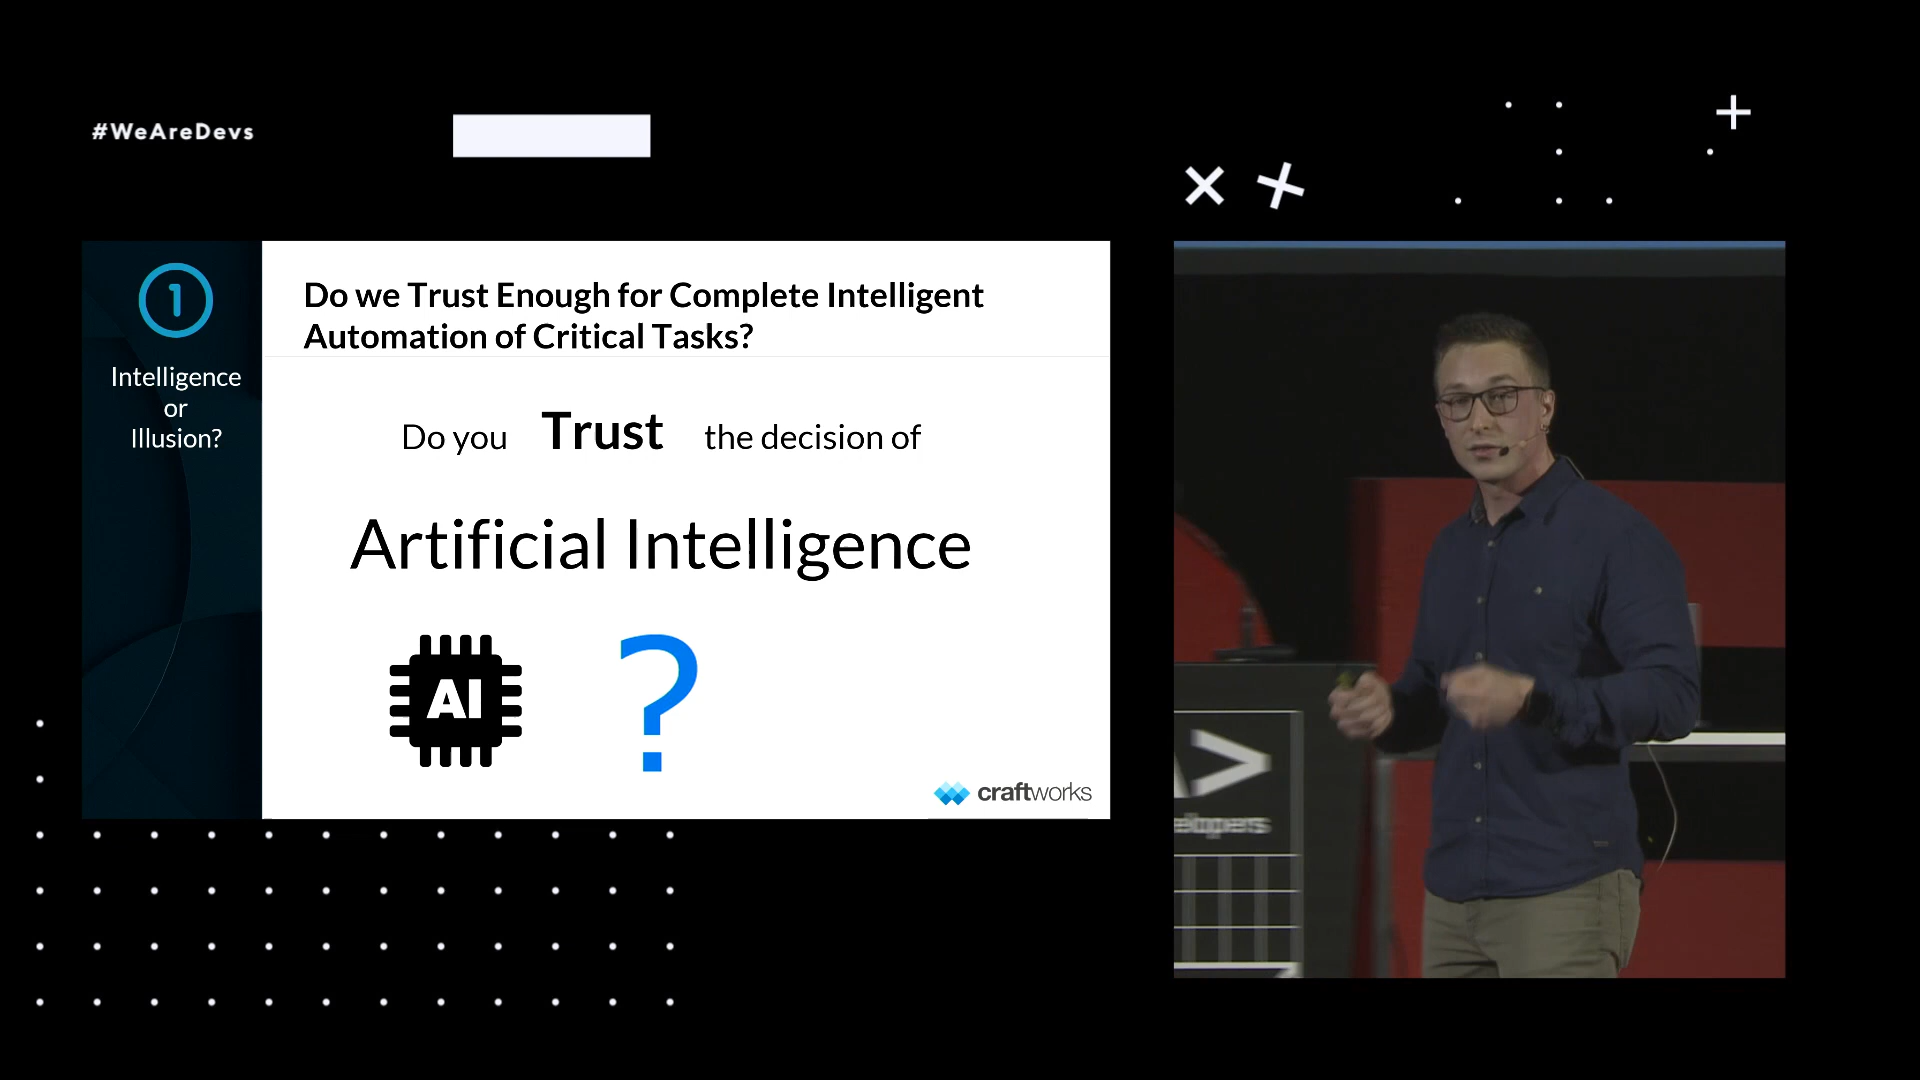 #WeAreDevs
1
Intelligence
or
Illusion?
Do we Trust Enough for Complete Intelligent
Automation of Critical Tasks?
Do you Trust the decision of
Artificial Intelligence
AI
?
craftworks